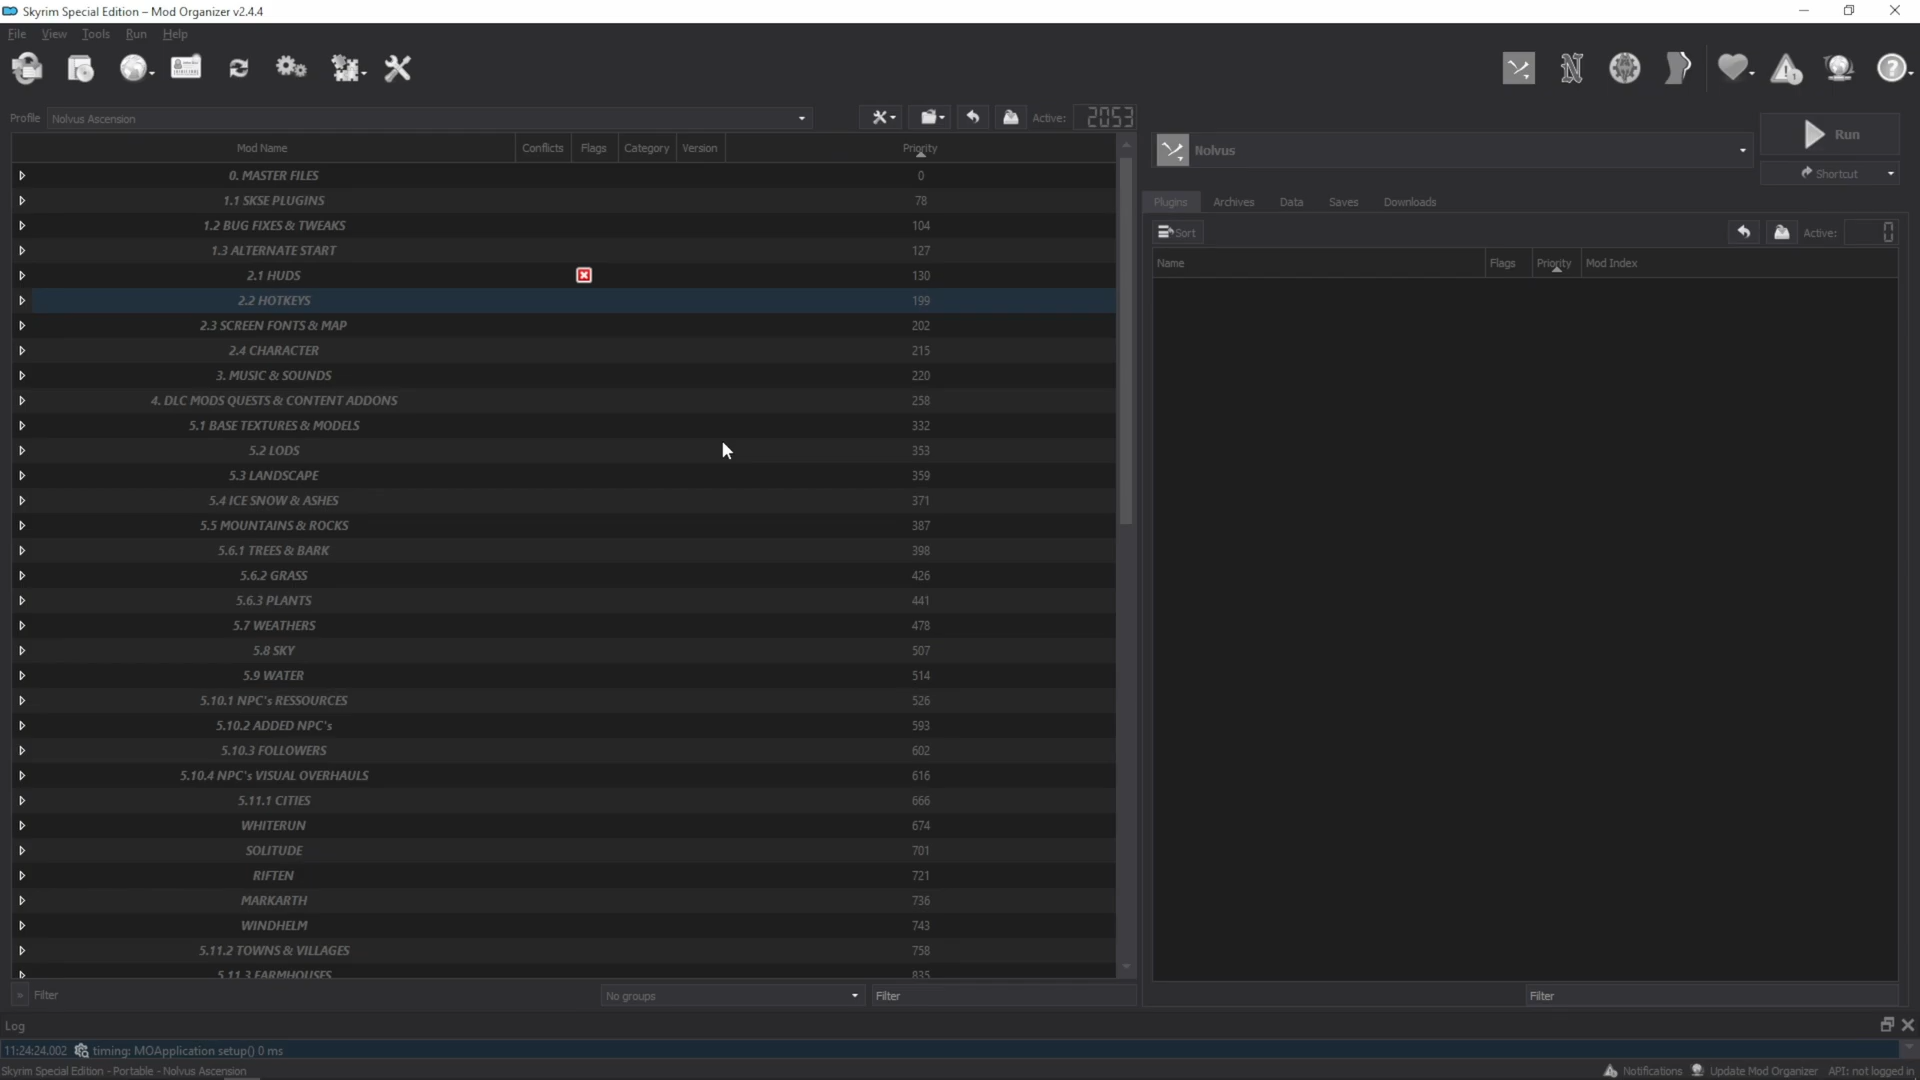 Skyrim Special Edition – Mod Organizer v2.4.4
File View Tools Run Help
Profile Nolvus Ascension Active: 2053
Mod Name Conflicts Flags Category Version Priority
0. MASTER FILES 0
1.1 SKSE PLUGINS 78
1.2 BUG FIXES & TWEAKS 104
1.3 ALTERNATE START 127
2.1 HUDS 130
2.2 HOTKEYS 199
2.3 SCREEN FONTS & MAP 202
2.4 CHARACTER 215
3. MUSIC & SOUNDS 220
4. DLC MODS QUESTS & CONTENT ADDONS 258
5.1 BASE TEXTURES & MODELS 332
5.2 LODS 353
5.3 LANDSCAPE 359
5.4 ICE SNOW & ASHES 371
5.5 MOUNTAINS & ROCKS 387
5.6.1 TREES & BARK 398
5.6.2 GRASS 426
5.6.3 PLANTS 441
5.7 WEATHERS 478
5.8 SKY 507
5.9 WATER 514
5.10.1 NPC's RESSOURCES 526
5.10.2 ADDED NPC's 593
5.10.3 FOLLOWERS 602
5.10.4 NPC's VISUAL OVERHAULS 616
5.11.1 CITIES 666
WHITERUN 674
SOLITUDE 701
RIFTEN 721
MARKARTH 736
WINDHELM 743
5.11.2 TOWNS & VILLAGES 758
5.11.3 FARMHOUSES 835
» Filter No groups Filter
Nolvus
Run
Shortcut
Plugins Archives Data Saves Downloads
Sort Active: 0
Name Flags Priority Mod Index
Filter
Log
11:24:24.002 timing: MOApplication setup() 0 ms
Skyrim Special Edition - Portable - Nolvus Ascension Notifications Update Mod Organizer API: not logged in